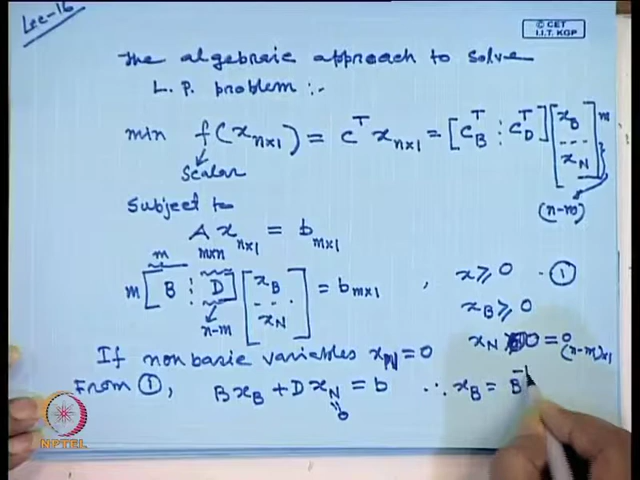 Lec-16
© CET
I.I.T. KGP
The algebraic approach to solve
L.P. problem :-
min f(x_{n×1}) = c^T x_{n×1} = [c_B^T ⋮ c_D^T] [x_B --- x_N] m
Scalar
(n-m)
Subject to
A x_{n×1} = b_{m×1}
m m×n
m [B ⋮ D] [x_B --- x_N] = b_{m×1} , x ≥ 0 - ①
n-m
x_B ≥ 0
x_N = 0_{(n-m)×1}
If nonbasic variables x_N = 0
From ①, B x_B + D x_N = b ∴ x_B = B^{-1}
0
NPTEL